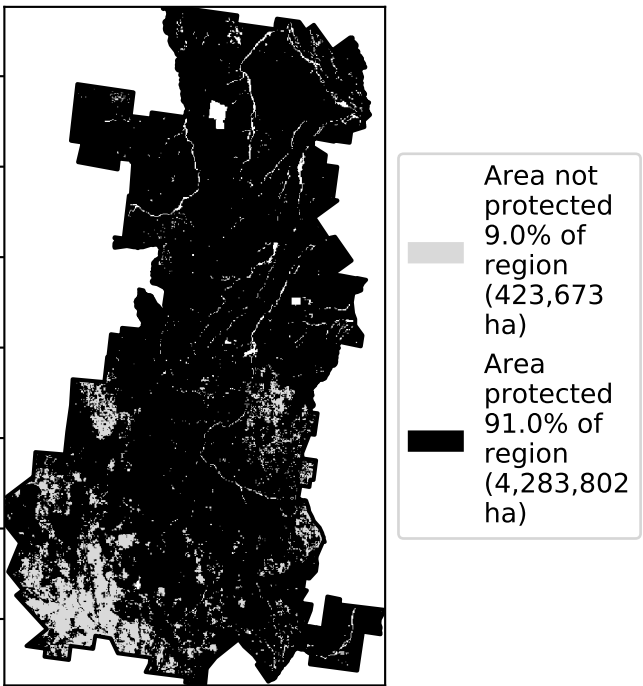 Area not
protected
9.0% of
region
(423,673
ha)
Area
protected
91.0% of
region
(4,283,802
ha)